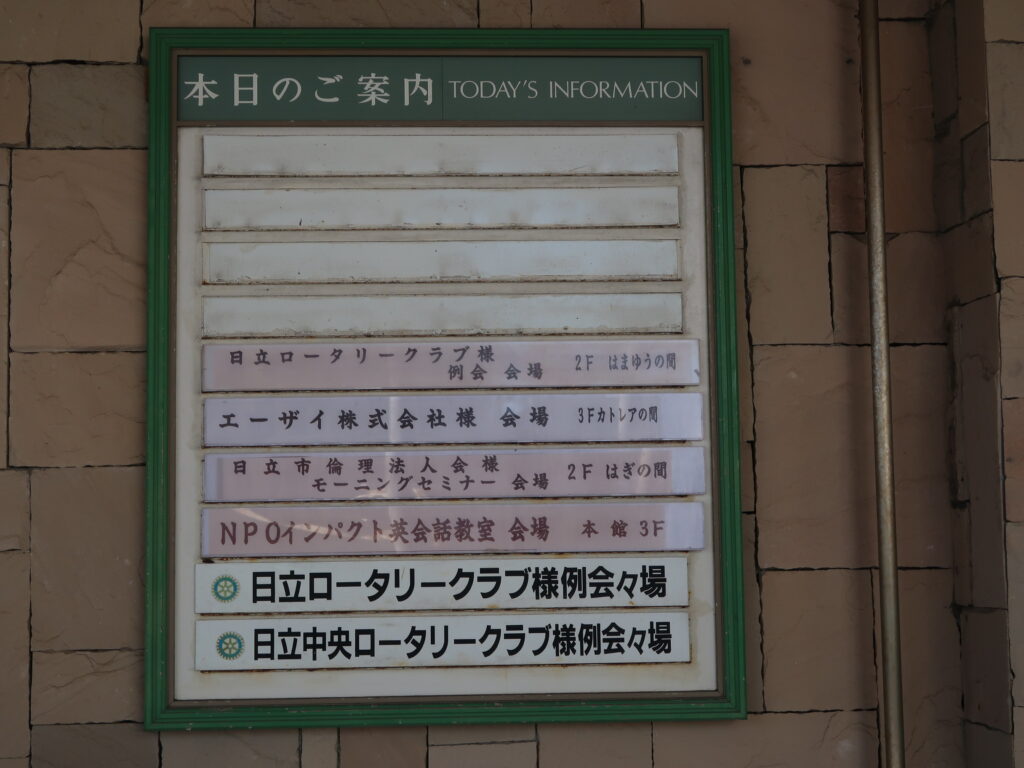 本日のご案内 TODAY'S INFORMATION
日立ロータリークラブ様
例会 会場 2F はまゆうの間
エーザイ株式会社様 会場 3Fカトレアの間
日立市倫理法人会様
モーニングセミナー 会場 2F はぎの間
NPOインパクト英会話教室 会場 本館 3F
日立ロータリークラブ様例会々場
日立中央ロータリークラブ様例会々場